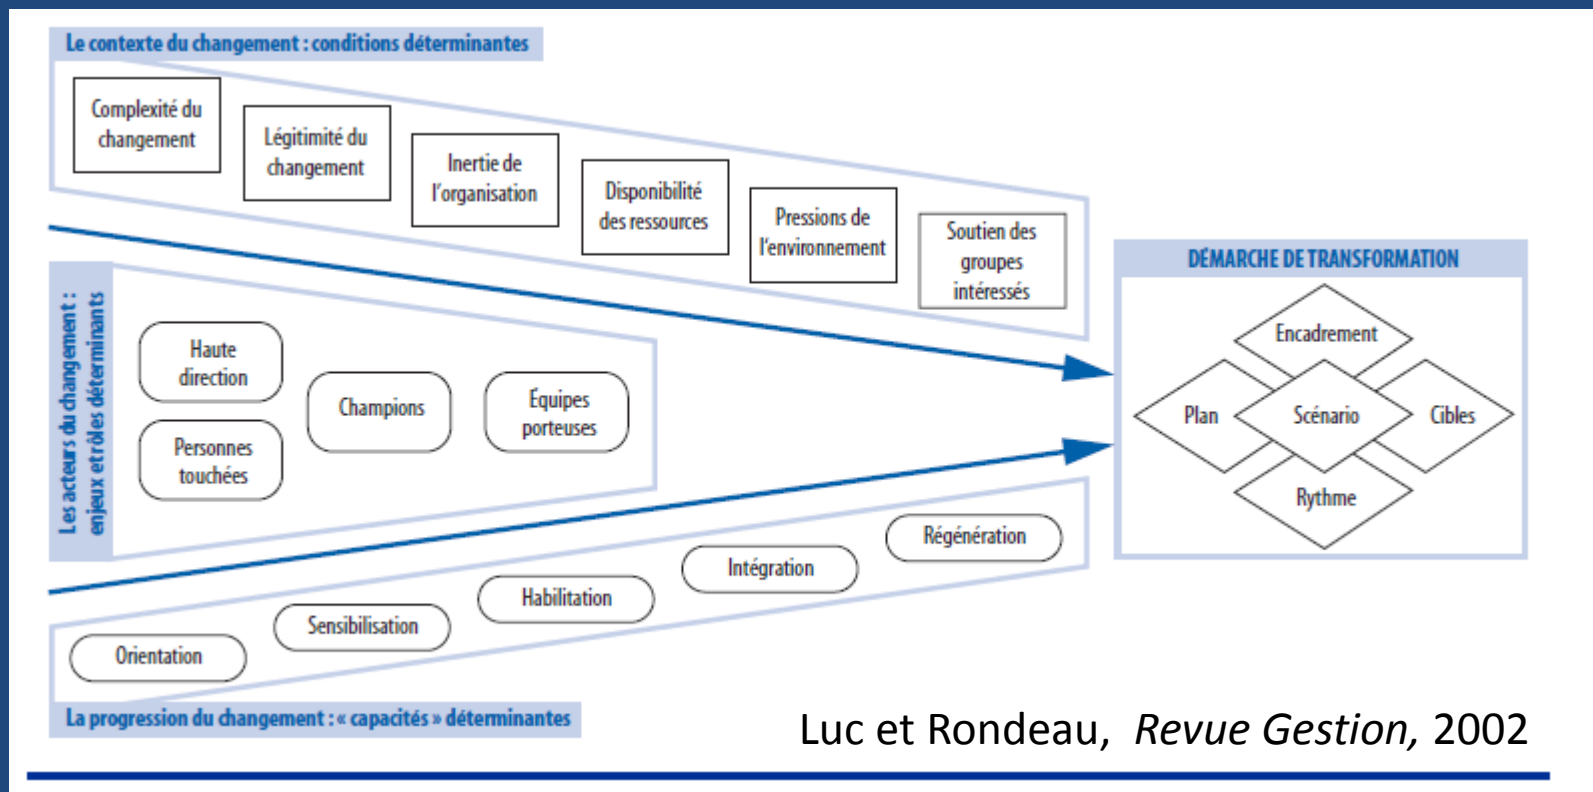 Le contexte du changement : conditions déterminantes
Complexité du
changement
Légitimité du
changement
Inertie de
l'organisation
Disponibilité
des ressources
Pressions de
l'environnement
Soutien des
groupes
intéressés
Les acteurs du changement :
enjeux et rôles déterminants
Haute
direction
Personnes
touchées
Champions
Équipes
porteuses
DÉMARCHE DE TRANSFORMATION
Encadrement
Plan
Scénario
Cibles
Rythme
Orientation
Sensibilisation
Habilitation
Intégration
Régénération
La progression du changement : « capacités » déterminantes
Luc et Rondeau, Revue Gestion, 2002